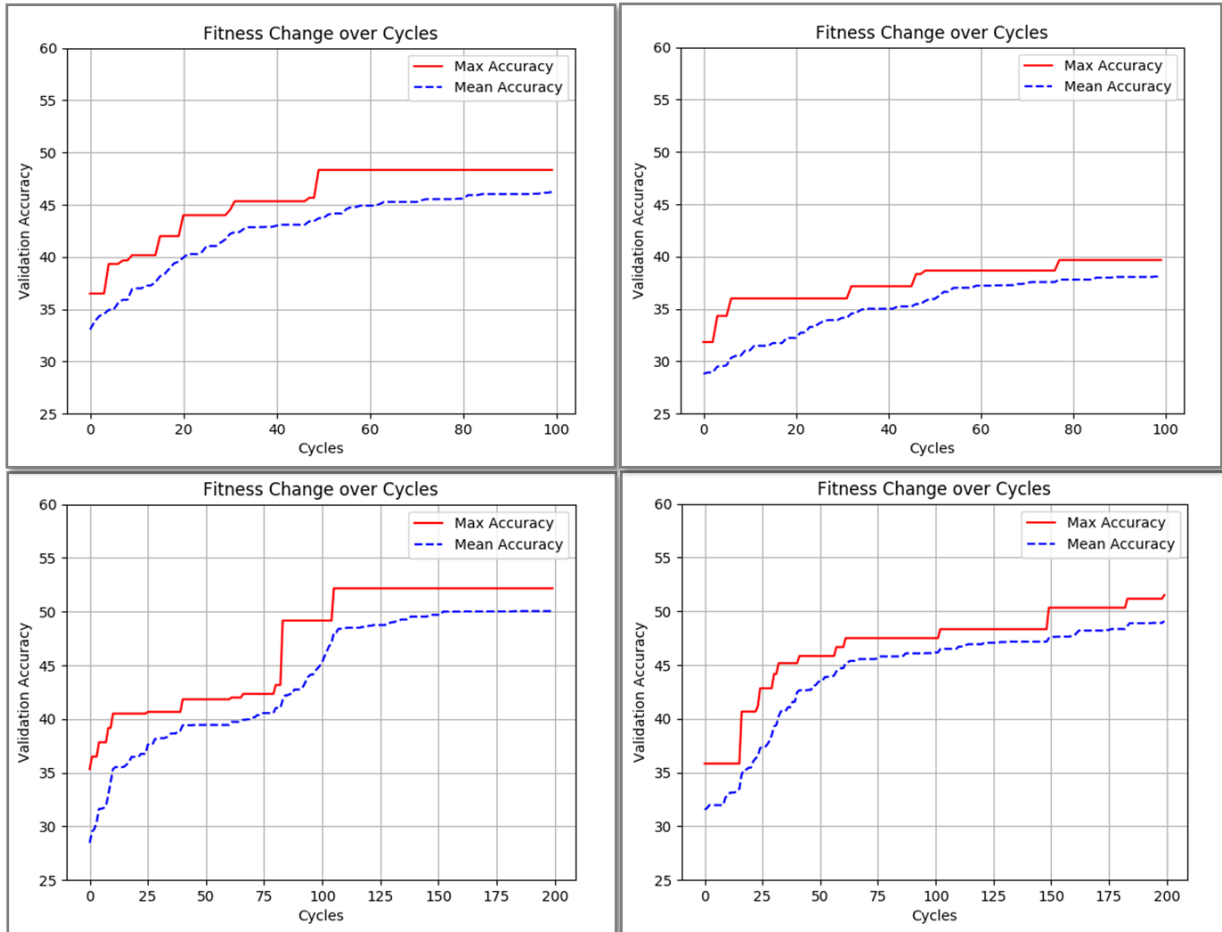 Fitness Change over Cycles
60
55
50
45
40
35
30
25
Validation Accuracy
Max Accuracy
Mean Accuracy
0 20 40 60 80 100
Cycles
Fitness Change over Cycles
60
55
50
45
40
35
30
25
Validation Accuracy
Max Accuracy
Mean Accuracy
0 20 40 60 80 100
Cycles
Fitness Change over Cycles
60
55
50
45
40
35
30
25
Validation Accuracy
Max Accuracy
Mean Accuracy
0 25 50 75 100 125 150 175 200
Cycles
Fitness Change over Cycles
60
55
50
45
40
35
30
25
Validation Accuracy
Max Accuracy
Mean Accuracy
0 25 50 75 100 125 150 175 200
Cycles